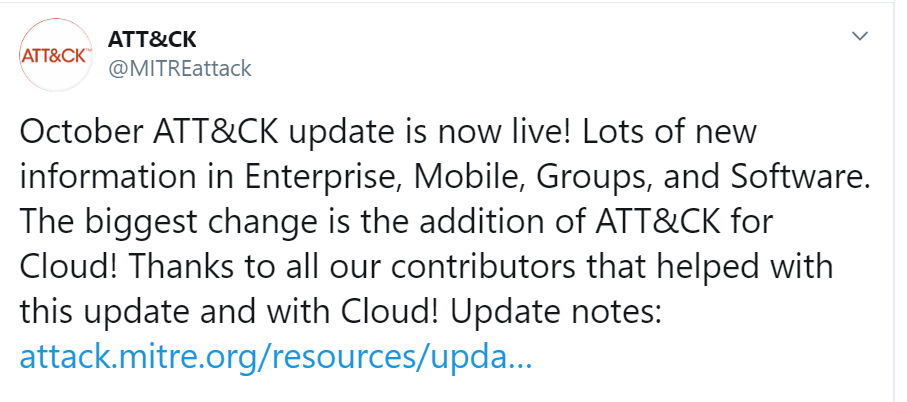 ATT&CK™
ATT&CK
@MITREattack
October ATT&CK update is now live! Lots of new
information in Enterprise, Mobile, Groups, and Software.
The biggest change is the addition of ATT&CK for
Cloud! Thanks to all our contributors that helped with
this update and with Cloud! Update notes:
attack.mitre.org/resources/upda...